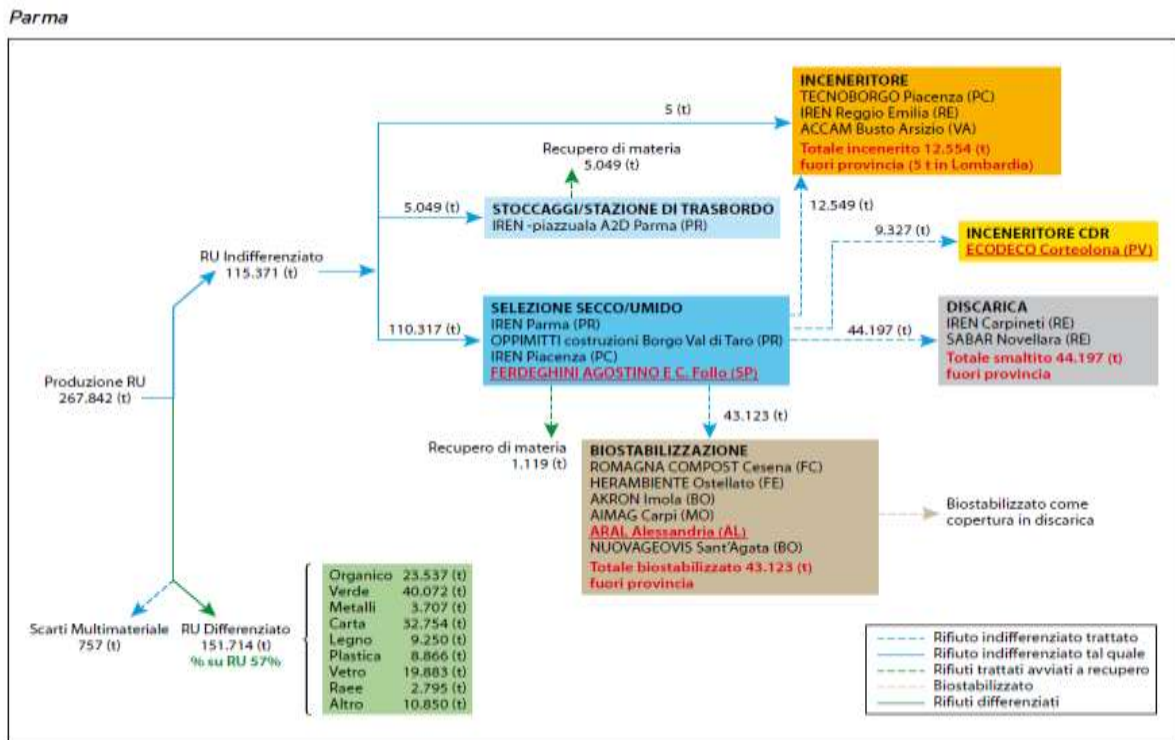 Parma
INCENERITORE
TECNOBORGO Piacenza (PC)
IREN Reggio Emilia (RE)
ACCAM Busto Arsizio (VA)
Totale incenerito 12.554 (t)
fuori provincia (5 t in Lombardia)
5 (t)
Recupero di materia
5.049 (t)
5.049 (t)
STOCCAGGI/STAZIONE DI TRASBORDO
IREN -piazzuala A2D Parma (PR)
12.549 (t)
9.327 (t)
INCENERITORE CDR
ECODECO Corteolona (PV)
RU Indifferenziato
115.371 (t)
110.317 (t)
SELEZIONE SECCO/UMIDO
IREN Parma (PR)
OPPIMITTI costruzioni Borgo Val di Taro (PR)
IREN Piacenza (PC)
FERDEGHINI AGOSTINO E C. Follo (SP)
44.197 (t)
DISCARICA
IREN Carpineti (RE)
SABAR Novellara (RE)
Totale smaltito 44.197 (t)
fuori provincia
Produzione RU
267.842 (t)
43.123 (t)
Recupero di materia
1.119 (t)
BIOSTABILIZZAZIONE
ROMAGNA COMPOST Cesena (FC)
HERAMBIENTE Ostellato (FE)
AKRON Imola (BO)
AIMAG Carpi (MO)
ARAL Alessandria (AL)
NUOVAGEOVIS Sant'Agata (BO)
Totale biostabilizzato 43.123 (t)
fuori provincia
Biostabilizzato come
copertura in discarica
Scarti Multimateriale
757 (t)
RU Differenziato
151.714 (t)
% su RU 57%
Organico 23.537 (t)
Verde 40.072 (t)
Metalli 3.707 (t)
Carta 32.754 (t)
Legno 9.250 (t)
Plastica 8.866 (t)
Vetro 19.883 (t)
Raee 2.795 (t)
Altro 10.850 (t)
Rifiuto indifferenziato trattato
Rifiuto indifferenziato tal quale
Rifiuti trattati avviati a recupero
Biostabilizzato
Rifiuti differenziati